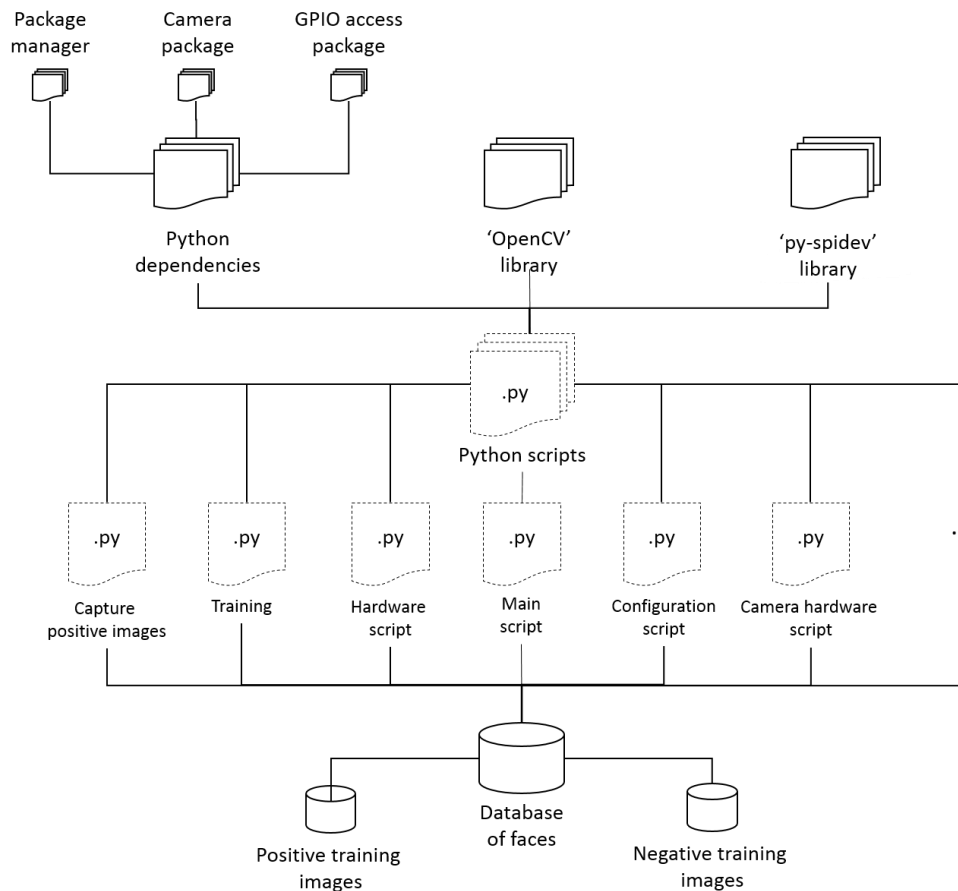 Package
manager
Camera
package
GPIO access
package
Python
dependencies
‘OpenCV’
library
‘py-spidev’
library
.py
Python scripts
.py
.py
.py
.py
.py
.py
.
Capture
positive images
Training
Hardware
script
Main
script
Configuration
script
Camera hardware
script
Database
of faces
Positive training
images
Negative training
images